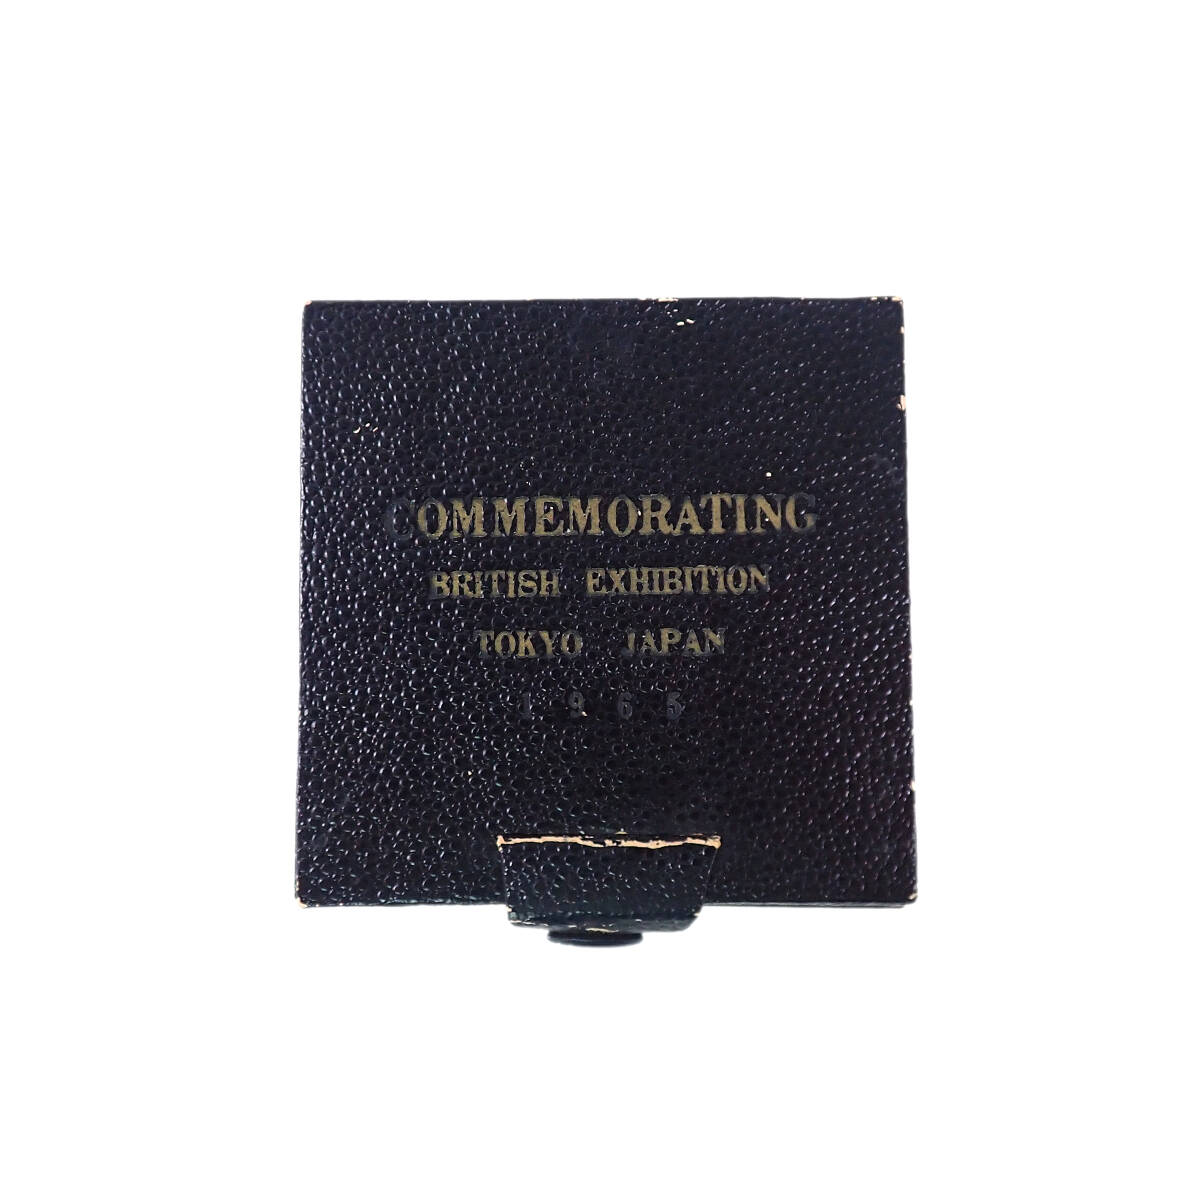 COMMEMORATING
BRITISH EXHIBITION
TOKYO JAPAN
1965